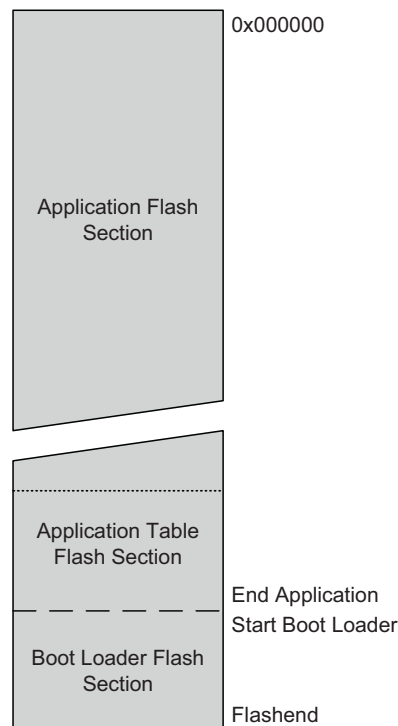 0x000000
Application Flash
Section
Application Table
Flash Section
End Application
Start Boot Loader
Boot Loader Flash
Section
Flashend